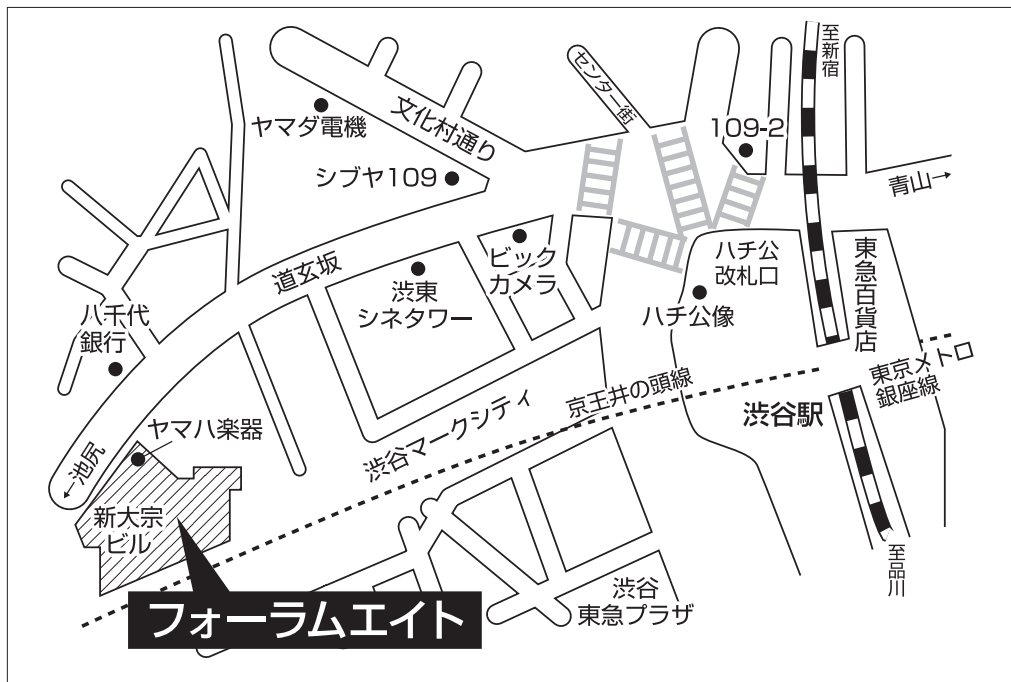 至新宿
センター街
109-2
ヤマダ電機
文化村通り
シブヤ109
青山→
ビック
カメラ
ハチ公
改札口
東急百貨店
道玄坂
渋東
シネタワー
ハチ公像
八千代
銀行
東京メトロ
銀座線
京王井の頭線
渋谷駅
渋谷マークシティ
ヤマハ楽器
←池尻
新大宗
ビル
至品川
渋谷
東急プラザ
フォーラムエイト